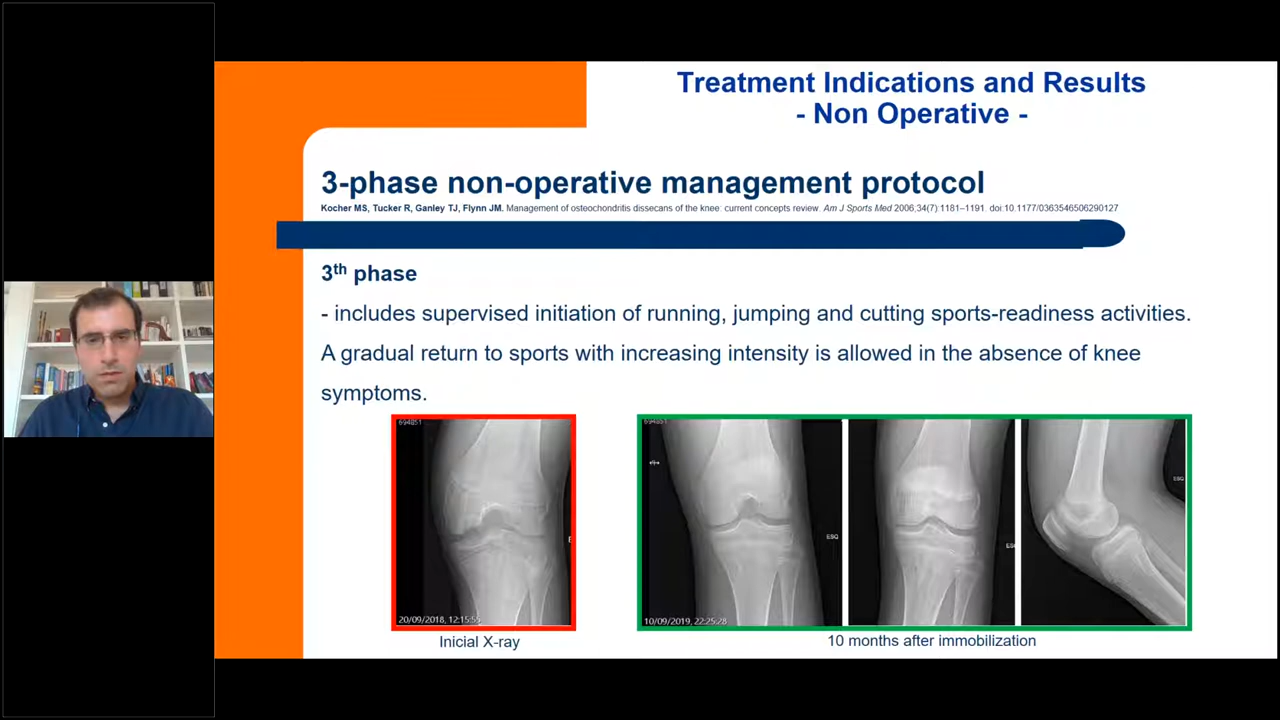 Treatment Indications and Results
- Non Operative -
3-phase non-operative management protocol
Kocher MS, Tucker R, Ganley TJ, Flynn JM. Management of osteochondritis dissecans of the knee: current concepts review. Am J Sports Med 2006;34(7):1181–1191. doi:10.1177/0363546506290127
3th phase
- includes supervised initiation of running, jumping and cutting sports-readiness activities.
A gradual return to sports with increasing intensity is allowed in the absence of knee
symptoms.
694851
694851
ESQ
ESQ
20/09/2018, 12:15:55
10/09/2019, 22:25:28
Inicial X-ray
10 months after immobilization